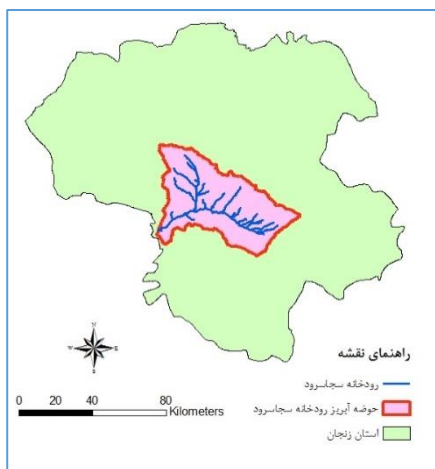 N
W
E
S
راهنمای نقشه
رودخانه سجاسرود
حوضه آبریز رودخانه سجاسرود
استان زنجان
0 20 40 80
Kilometers